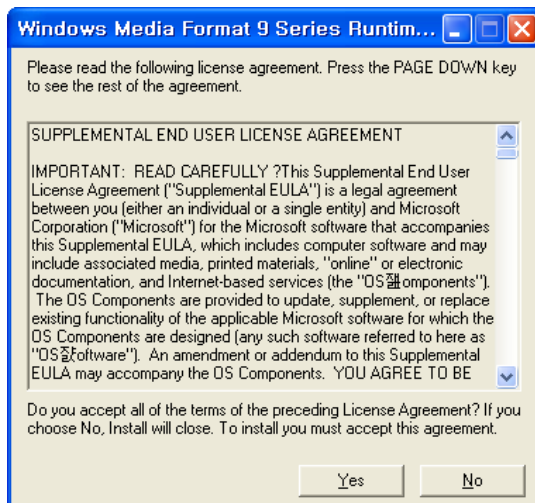 Windows Media Format 9 Series Runtim...
Please read the following license agreement. Press the PAGE DOWN key
to see the rest of the agreement.
SUPPLEMENTAL END USER LICENSE AGREEMENT
IMPORTANT:  READ CAREFULLY ?This Supplemental End User
License Agreement ("Supplemental EULA") is a legal agreement
between you (either an individual or a single entity) and Microsoft
Corporation ("Microsoft") for the Microsoft software that accompanies
this Supplemental EULA, which includes computer software and may
include associated media, printed materials, "online" or electronic
documentation, and Internet-based services (the "OS잺omponents").
The OS Components are provided to update, supplement, or replace
existing functionality of the applicable Microsoft software for which the
OS Components are designed (any such software referred to here as
"OS잤oftware").  An amendment or addendum to this Supplemental
EULA may accompany the OS Components.  YOU AGREE TO BE
Do you accept all of the terms of the preceding License Agreement? If you
choose No, Install will close. To install you must accept this agreement.
Yes
No